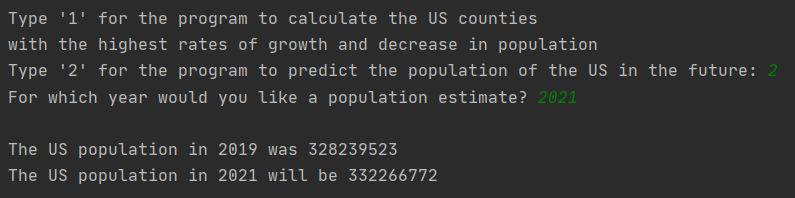 Type '1' for the program to calculate the US counties
with the highest rates of growth and decrease in population
Type '2' for the program to predict the population of the US in the future: 2
For which year would you like a population estimate? 2021
The US population in 2019 was 328239523
The US population in 2021 will be 332266772